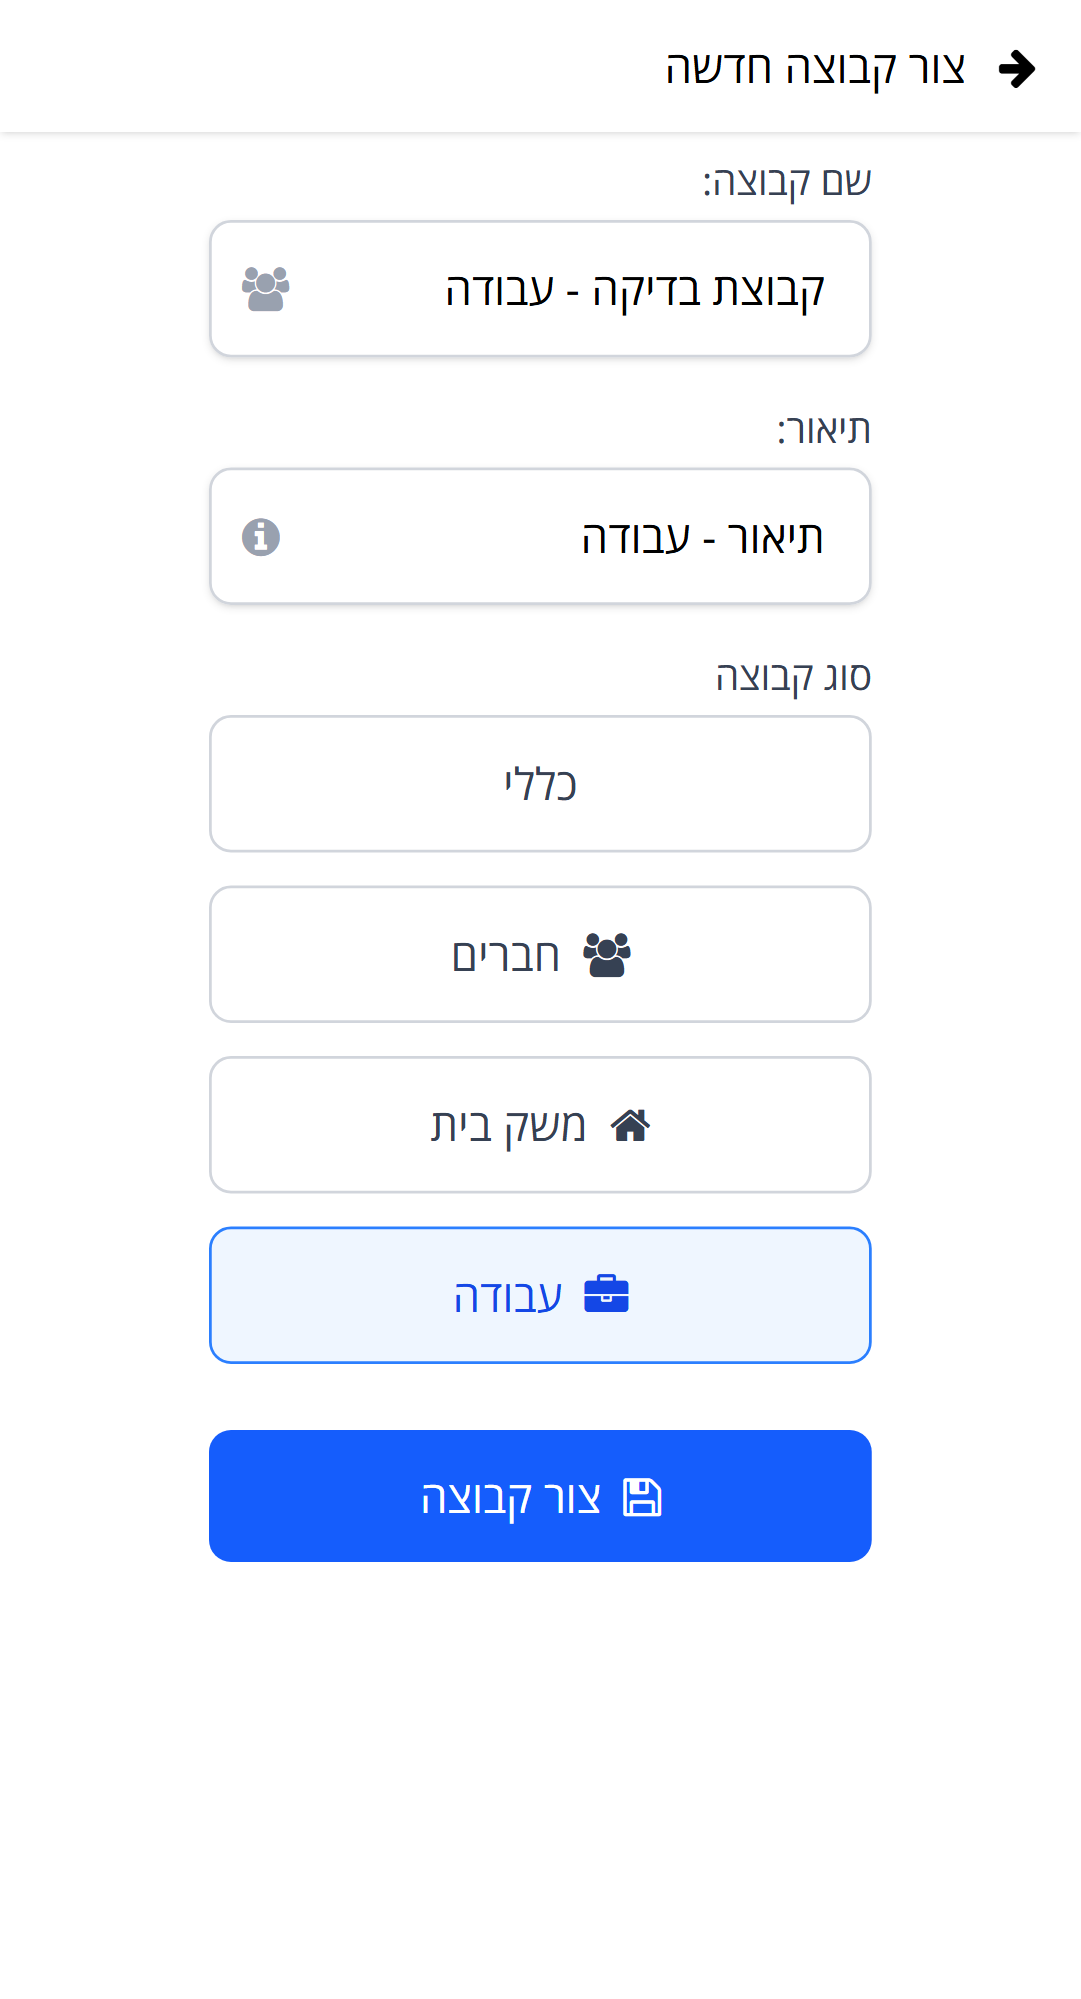 צור קבוצה חדשה
שם קבוצה:
קבוצת בדיקה - עבודה
תיאור:
תיאור - עבודה
סוג קבוצה
כללי
חברים
משק בית
עבודה
צור קבוצה